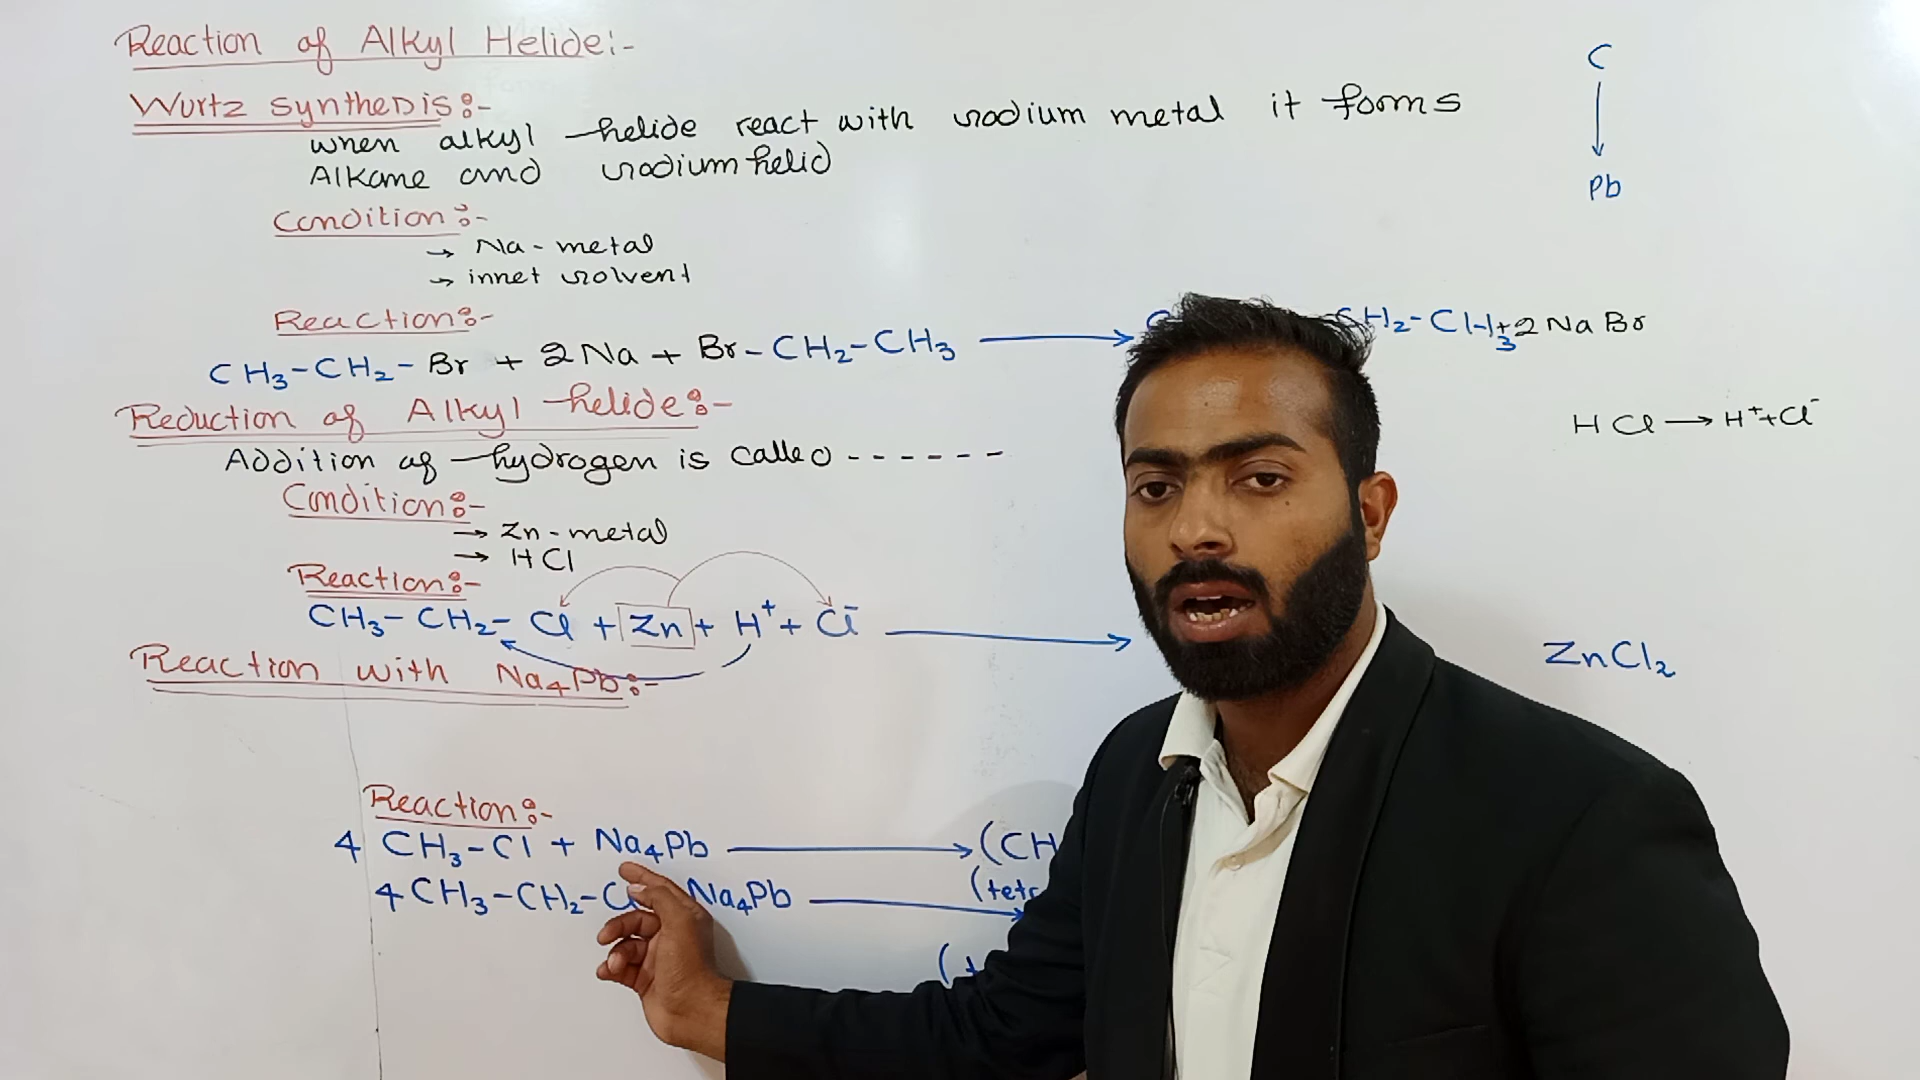 Reaction of Alkyl Helide:-
Wurtz synthesis:-
when alkyl helide react with sodium metal it forms
Alkane and sodium helid
Condition:-
→ Na - metal
→ innet solvent
Reaction:-
CH3-CH2-Br + 2Na + Br-CH2-CH3 ⟶ CH2-CH3 + 2NaBr
Reduction of Alkyl helide:-
Addition of hydrogen is called ------
Condition:-
→ Zn-metal
→ HCl
Reaction:-
CH3-CH2-Cl + Zn + H+ + Cl- ⟶ ZnCl2
Reaction with Na4Pb:-
Reaction:-
4 CH3-Cl + Na4Pb ⟶ (CH
4CH3-CH2-Cl Na4Pb ⟶
C
↓
Pb
HCl ⟶ H+ + Cl-